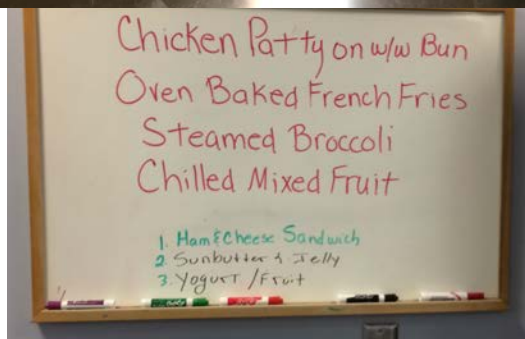 Chicken Patty on w/w Bun
Oven Baked French Fries
Steamed Broccoli
Chilled Mixed Fruit
1. Ham & Cheese Sandwich
2. Sunbutter & Jelly
3. Yogurt / Fruit